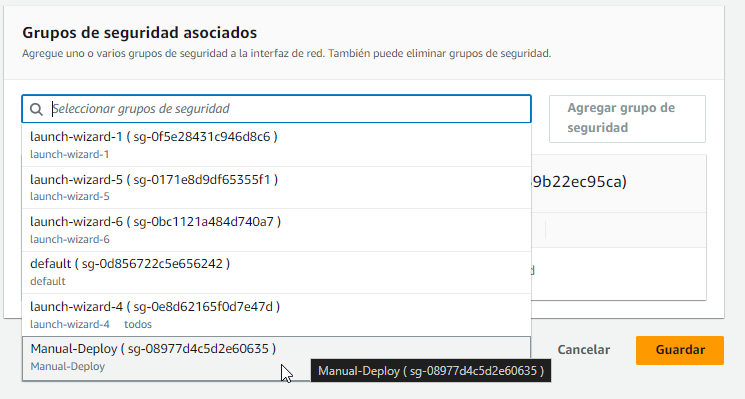 Grupos de seguridad asociados
Agregue uno o varios grupos de seguridad a la interfaz de red. También puede eliminar grupos de seguridad.
Seleccionar grupos de seguridad
Agregar grupo de
seguridad
launch-wizard-1 ( sg-0f5e28431c946d8c6 )
launch-wizard-1
launch-wizard-5 ( sg-0171e8d9df65355f1 )
launch-wizard-5
9b22ec95ca)
launch-wizard-6 ( sg-0bc1121a484d740a7 )
launch-wizard-6
default ( sg-0d856722c5e656242 )
default
launch-wizard-4 ( sg-0e8d62165f0d7e47d )
launch-wizard-4 todos
Manual-Deploy ( sg-08977d4c5d2e60635 )
Manual-Deploy
Manual-Deploy ( sg-08977d4c5d2e60635 )
Cancelar
Guardar